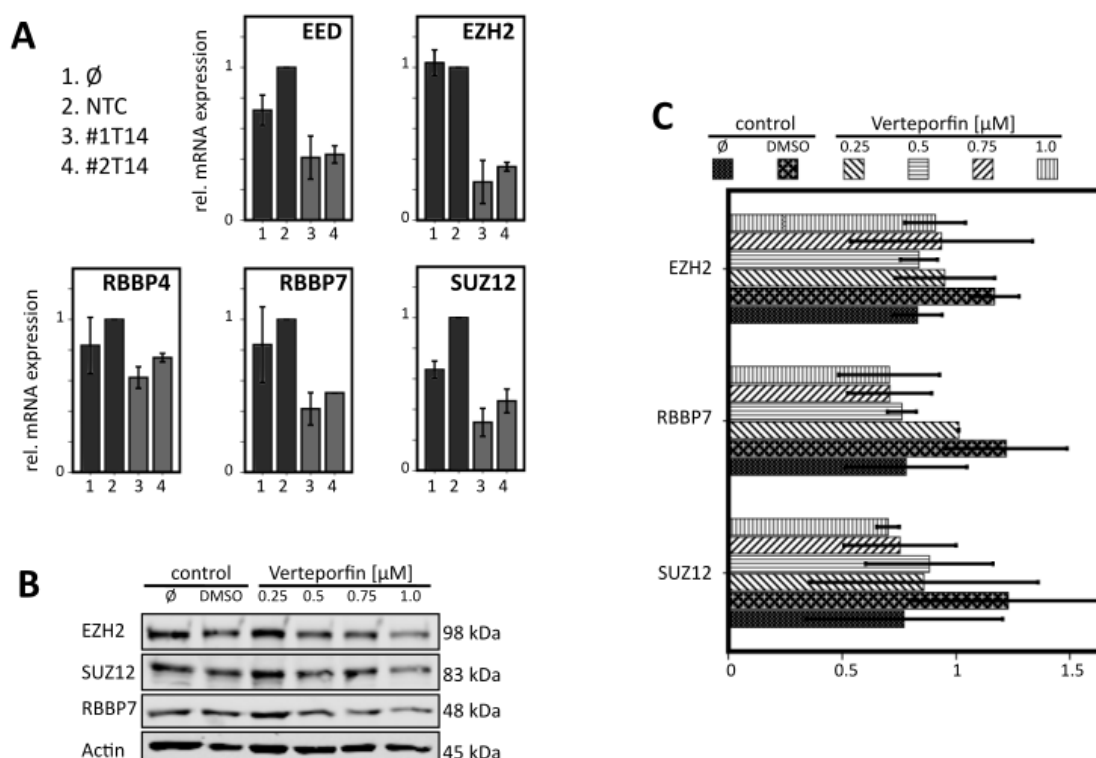 A
1. Ø
2. NTC
3. #1T14
4. #2T14
rel. mRNA expression
EED
1
0
1 2 3 4
EZH2
1
0
1 2 3 4
rel. mRNA expression
RBBP4
1
0
1 2 3 4
RBBP7
1
0
1 2 3 4
SUZ12
1
0
1 2 3 4
B
control Verteporfin [µM]
Ø DMSO 0.25 0.5 0.75 1.0
EZH2 98 kDa
SUZ12 83 kDa
RBBP7 48 kDa
Actin 45 kDa
C
control Verteporfin [µM]
Ø DMSO 0.25 0.5 0.75 1.0
EZH2
RBBP7
SUZ12
0 0.5 1 1.5